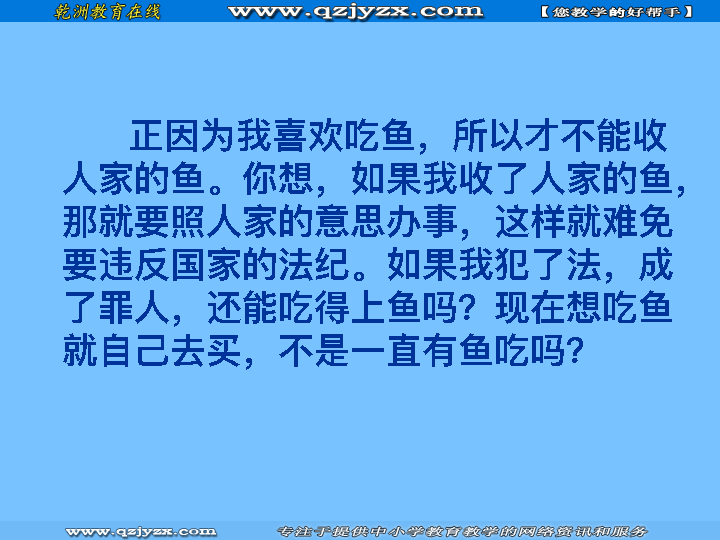 乾洲教育在线 www.qzjyzx.com 【您教学的好帮手】
正因为我喜欢吃鱼，所以才不能收
人家的鱼。你想，如果我收了人家的鱼，
那就要照人家的意思办事，这样就难免
要违反国家的法纪。如果我犯了法，成
了罪人，还能吃得上鱼吗？现在想吃鱼
就自己去买，不是一直有鱼吃吗？
www.qzjyzx.com 专注于提供中小学教育教学的网络资讯和服务